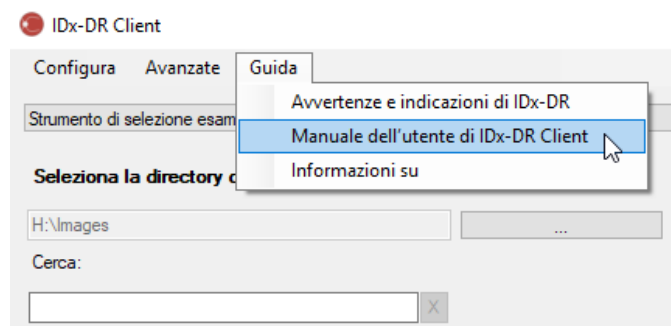 IDx-DR Client
Configura Avanzate Guida
Avvertenze e indicazioni di IDx-DR
Strumento di selezione esam
Manuale dell'utente di IDx-DR Client
Seleziona la directory
Informazioni su
H:\Images
...
Cerca:
X